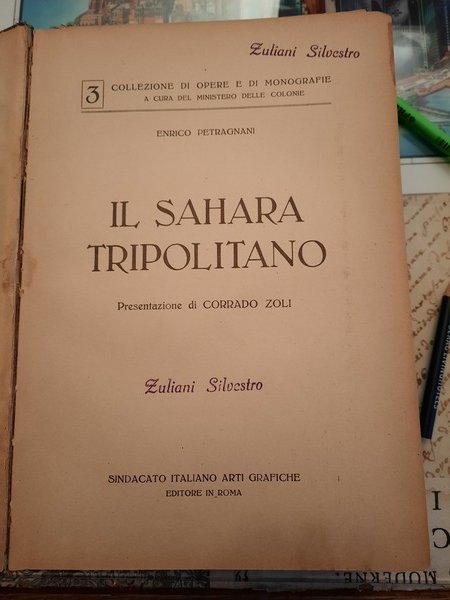 Zuliani Silvestro
3
COLLEZIONE DI OPERE E DI MONOGRAFIE
A CURA DEL MINISTERO DELLE COLONIE
ENRICO PETRAGNANI
IL SAHARA
TRIPOLITANO
Presentazione di CORRADO ZOLI
Zuliani Silvestro
SINDACATO ITALIANO ARTI GRAFICHE
EDITORE IN ROMA
MODERNE.